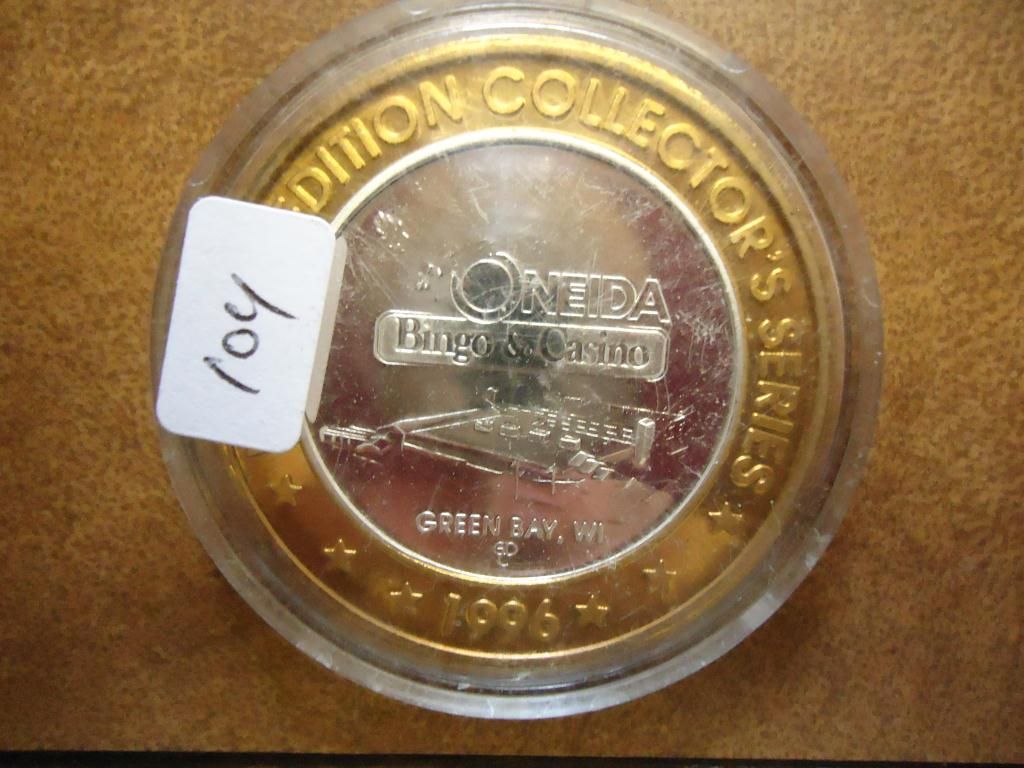 EDITION COLLECTOR'S SERIES
ONEIDA
Bingo & Casino
GREEN BAY, WI
1996
104